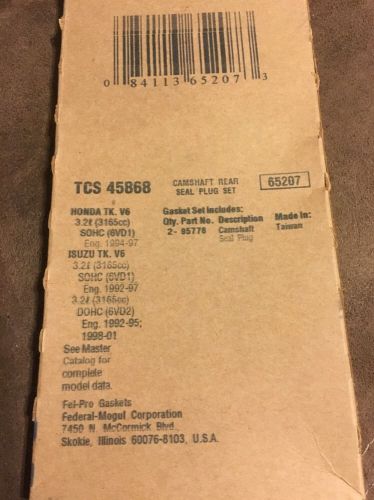 0 84113 65207 3
TCS 45868
CAMSHAFT REAR
SEAL PLUG SET
65207
HONDA TK. V6
3.2ℓ (3165cc)
SOHC (6VD1)
Eng. 1994-97
ISUZU TK. V6
3.2ℓ (3165cc)
SOHC (6VD1)
Eng. 1992-97
3.2ℓ (3165cc)
DOHC (6VD2)
Eng. 1992-95;
1998-01
See Master
Catalog for
complete
model data.
Gasket Set Includes:
Qty. Part No. Description
2- 95778 Camshaft
Seal Plug
Made In:
Taiwan
Fel-Pro Gaskets
Federal-Mogul Corporation
7450 N. McCormick Blvd.,
Skokie, Illinois 60076-8103, U.S.A.